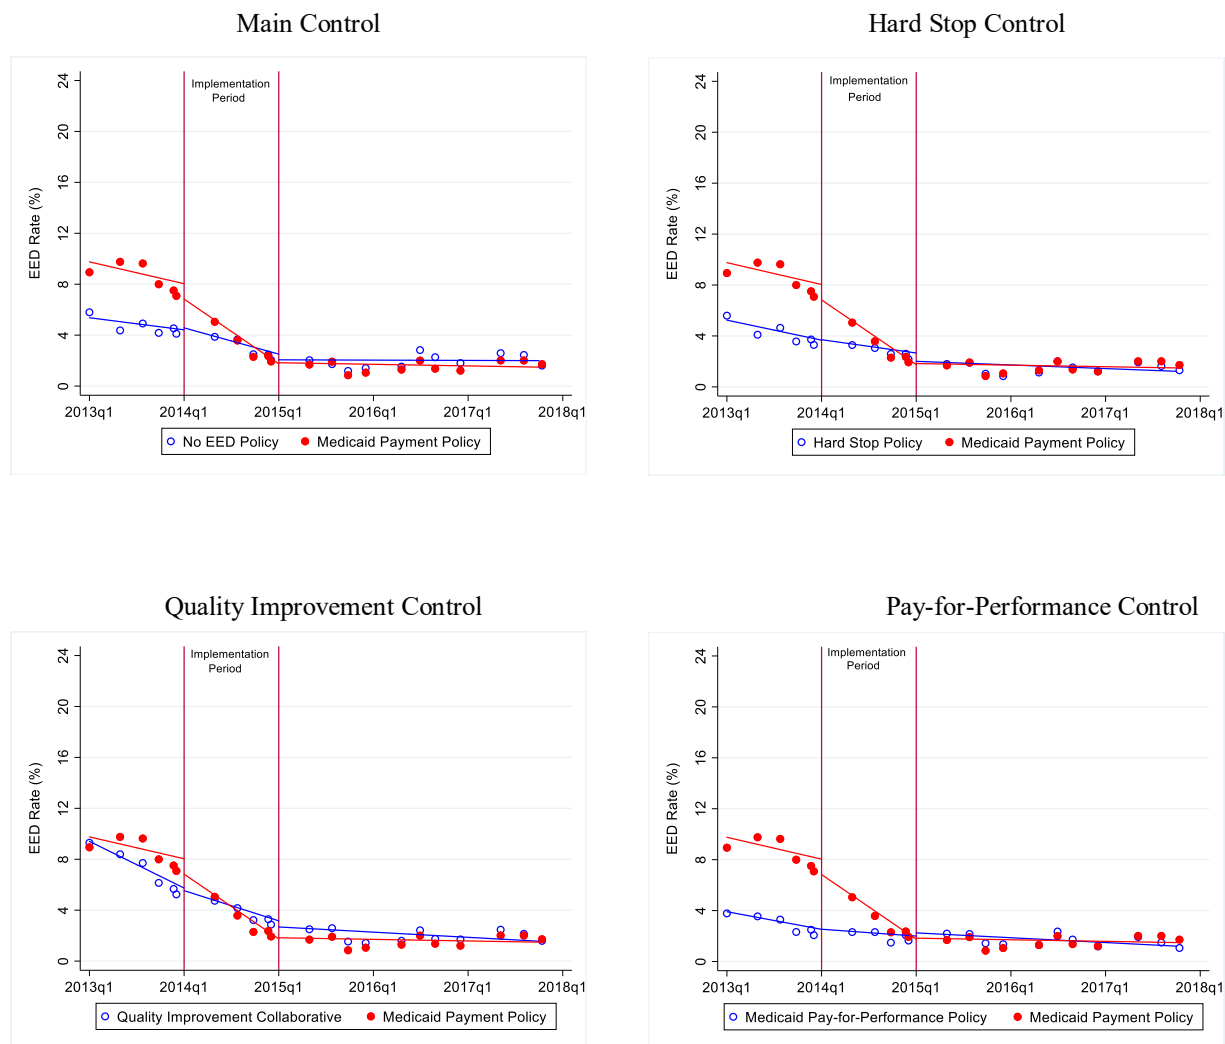 Main Control
Implementation
Period
EED Rate (%)
24
20
16
12
8
4
0
2013q1 2014q1 2015q1 2016q1 2017q1 2018q1
No EED Policy Medicaid Payment Policy
Hard Stop Control
Implementation
Period
EED Rate (%)
24
20
16
12
8
4
0
2013q1 2014q1 2015q1 2016q1 2017q1 2018q1
Hard Stop Policy Medicaid Payment Policy
Quality Improvement Control
Implementation
Period
EED Rate (%)
24
20
16
12
8
4
0
2013q1 2014q1 2015q1 2016q1 2017q1 2018q1
Quality Improvement Collaborative Medicaid Payment Policy
Pay-for-Performance Control
Implementation
Period
EED Rate (%)
24
20
16
12
8
4
0
2013q1 2014q1 2015q1 2016q1 2017q1 2018q1
Medicaid Pay-for-Performance Policy Medicaid Payment Policy